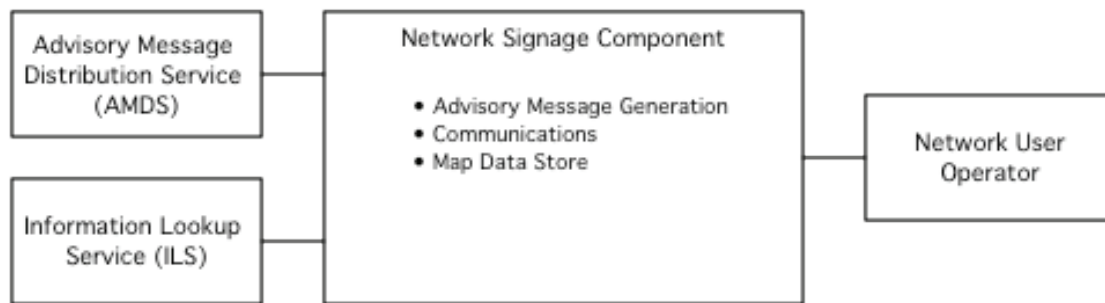 Advisory Message
Distribution Service
(AMDS)
Information Lookup
Service (ILS)
Network Signage Component
• Advisory Message Generation
• Communications
• Map Data Store
Network User
Operator